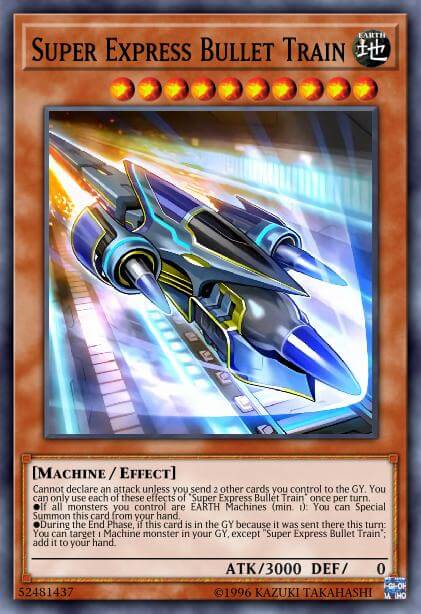 SUPER EXPRESS BULLET TRAIN
EARTH
地
[MACHINE / EFFECT]
Cannot declare an attack unless you send 2 other cards you control to the GY. You
can only use each of these effects of "Super Express Bullet Train" once per turn.
●If all monsters you control are EARTH Machines (min. 1): You can Special
Summon this card from your hand.
●During the End Phase, if this card is in the GY because it was sent there this turn:
You can target 1 Machine monster in your GY, except "Super Express Bullet Train";
add it to your hand.
ATK/3000 DEF/ 0
52481437
©1996 KAZUKI TAKAHASHI